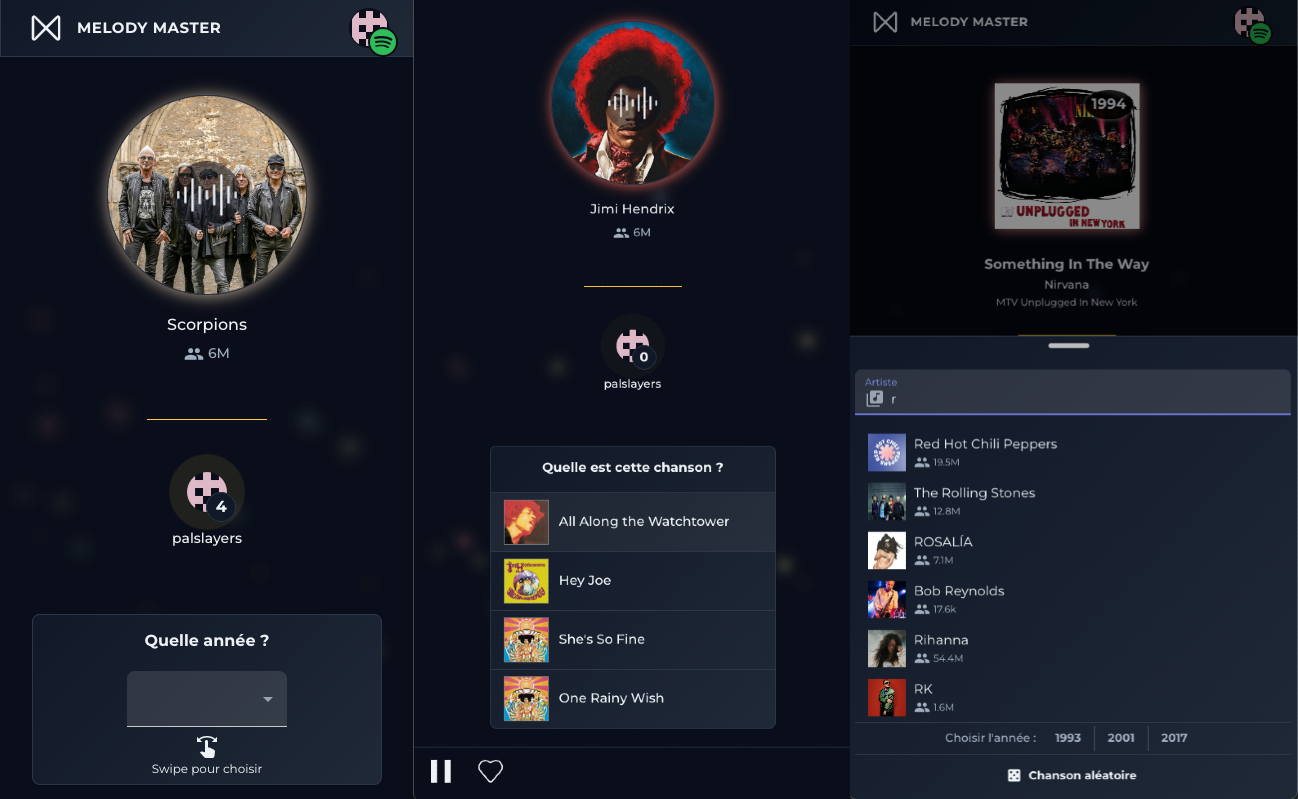 MELODY MASTER
Scorpions
6M
4
palslayers
Quelle année ?
Swipe pour choisir
Jimi Hendrix
6M
0
palslayers
Quelle est cette chanson ?
All Along the Watchtower
Hey Joe
She's So Fine
One Rainy Wish
MELODY MASTER
1994
UNPLUGGED
IN NEW YORK
Something In The Way
Nirvana
MTV Unplugged In New York
Artiste
r
Red Hot Chili Peppers
19.5M
The Rolling Stones
12.8M
ROSALÍA
7.1M
Bob Reynolds
17.6k
Rihanna
54.4M
RK
1.6M
Choisir l'année : 1993 2001 2017
Chanson aléatoire